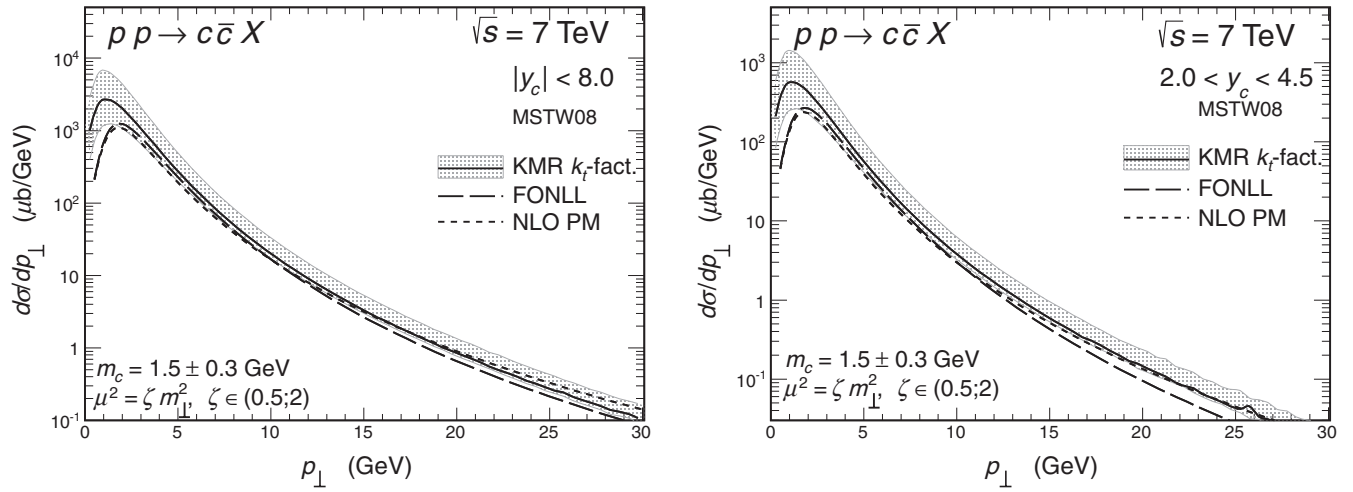 p p → c c̄ X
√s = 7 TeV
|y_c| < 8.0
MSTW08
KMR k_t-fact.
FONLL
NLO PM
m_c = 1.5 ± 0.3 GeV
μ² = ζ m²_⊥, ζ ∈ (0.5;2)
dσ/dp_⊥ (μb/GeV)
10⁴
10³
10²
10
1
10⁻¹
0 5 10 15 20 25 30
p_⊥ (GeV)
p p → c c̄ X
√s = 7 TeV
2.0 < y_c < 4.5
MSTW08
KMR k_t-fact.
FONLL
NLO PM
m_c = 1.5 ± 0.3 GeV
μ² = ζ m²_⊥, ζ ∈ (0.5;2)
dσ/dp_⊥ (μb/GeV)
10³
10²
10
1
10⁻¹
0 5 10 15 20 25 30
p_⊥ (GeV)